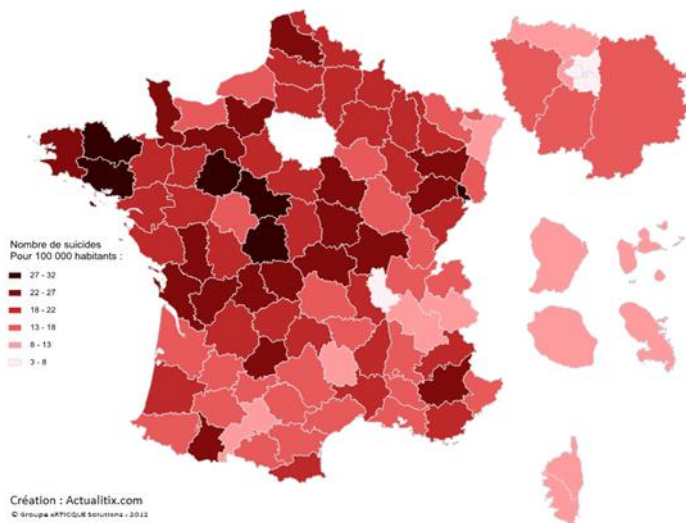 Nombre de suicides
Pour 100 000 habitants :
27 - 32
22 - 27
18 - 22
13 - 18
8 - 13
3 - 8
Création : Actualitix.com
© Groupe ARTICQUE Solutions - 2012